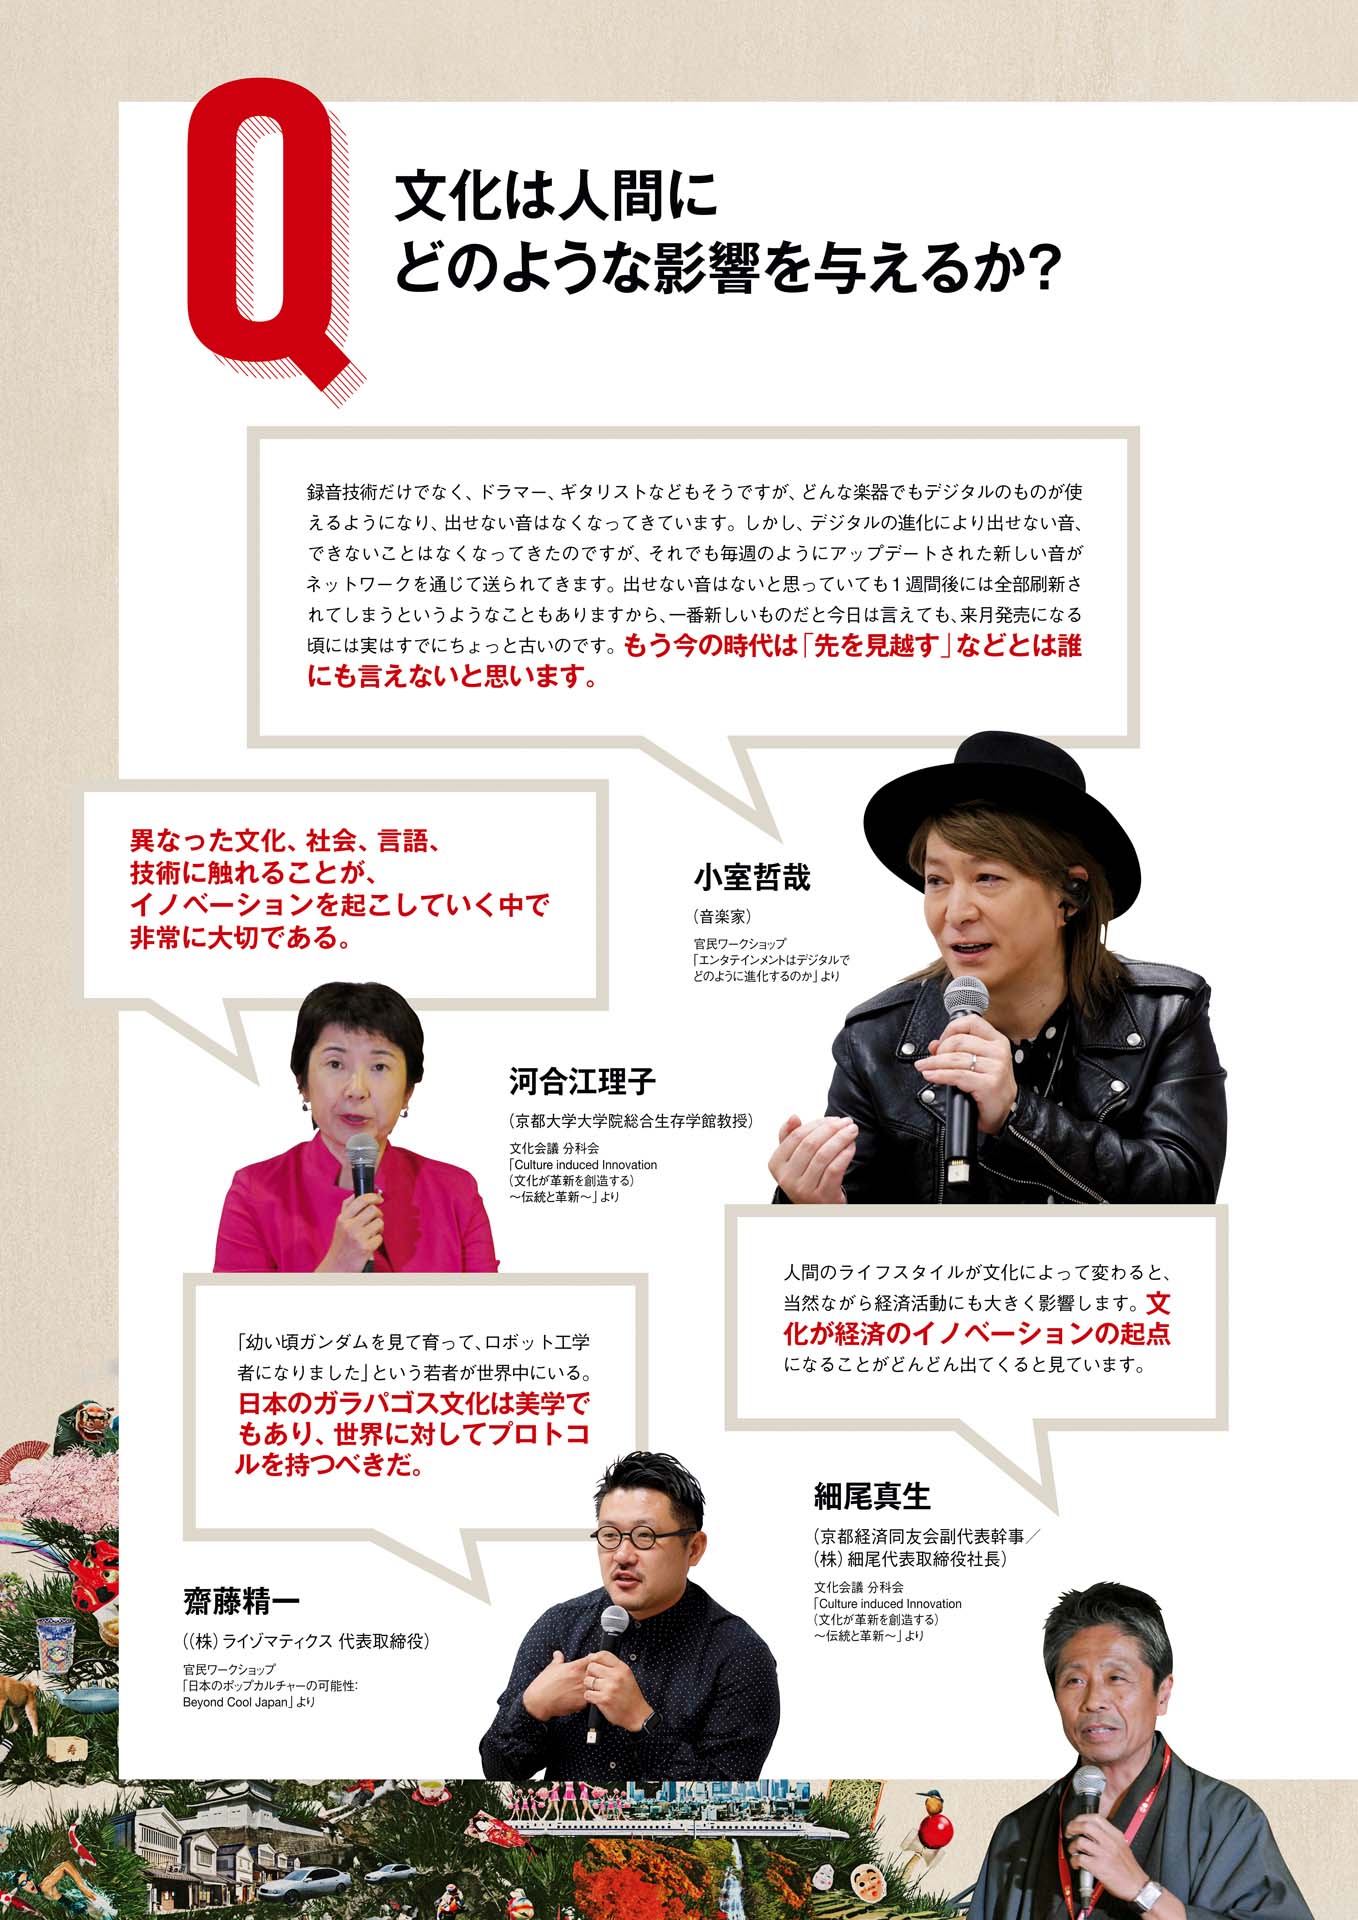 Q
文化は人間に
どのような影響を与えるか?
録音技術だけでなく、ドラマー、ギタリストなどもそうですが、どんな楽器でもデジタルのものが使
えるようになり、出せない音はなくなってきています。しかし、デジタルの進化により出せない音、
できないことはなくなってきたのですが、それでも毎週のようにアップデートされた新しい音が
ネットワークを通じて送られてきます。出せない音はないと思っていても1週間後には全部刷新さ
れてしまうというようなこともありますから、一番新しいものだと今日は言えても、来月発売になる
頃には実はすでにちょっと古いのです。もう今の時代は「先を見越す」などとは誰
にも言えないと思います。
小室哲哉
（音楽家）
官民ワークショップ
「エンタテインメントはデジタルで
どのように進化するのか」より
異なった文化、社会、言語、
技術に触れることが、
イノベーションを起こしていく中で
非常に大切である。
河合江理子
（京都大学大学院総合生存学館教授）
文化会議 分科会
「Culture induced Innovation
（文化が革新を創造する）
〜伝統と革新〜」より
人間のライフスタイルが文化によって変わると、
当然ながら経済活動にも大きく影響します。文
化が経済のイノベーションの起点
になることがどんどん出てくると見ています。
細尾真生
（京都経済同友会副代表幹事／
（株）細尾代表取締役社長）
文化会議 分科会
「Culture induced Innovation
（文化が革新を創造する）
〜伝統と革新〜」より
「幼い頃ガンダムを見て育って、ロボット工学
者になりました」という若者が世界中にいる。
日本のガラパゴス文化は美学で
もあり、世界に対してプロトコ
ルを持つべきだ。
齋藤精一
（（株）ライゾマティクス 代表取締役）
官民ワークショップ
「日本のポップカルチャーの可能性：
Beyond Cool Japan」より
寿